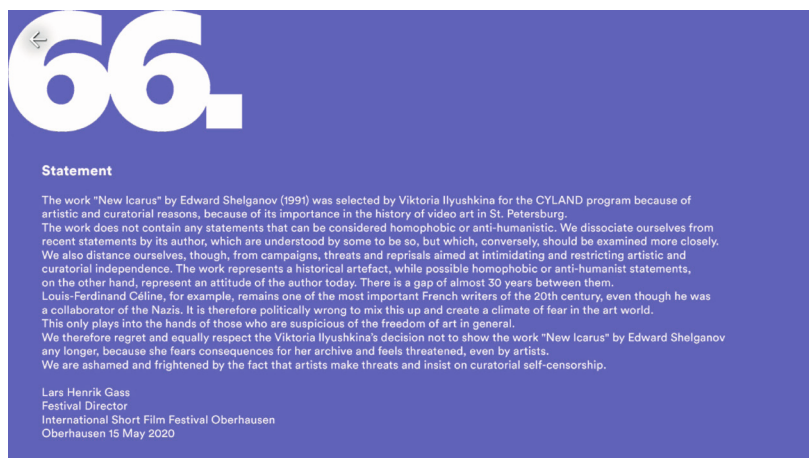 66.
Statement
The work "New Icarus" by Edward Shelganov (1991) was selected by Viktoria Ilyushkina for the CYLAND program because of
artistic and curatorial reasons, because of its importance in the history of video art in St. Petersburg.
The work does not contain any statements that can be considered homophobic or anti-humanistic. We dissociate ourselves from
recent statements by its author, which are understood by some to be so, but which, conversely, should be examined more closely.
We also distance ourselves, though, from campaigns, threats and reprisals aimed at intimidating and restricting artistic and
curatorial independence. The work represents a historical artefact, while possible homophobic or anti-humanist statements,
on the other hand, represent an attitude of the author today. There is a gap of almost 30 years between them.
Louis-Ferdinand Céline, for example, remains one of the most important French writers of the 20th century, even though he was
a collaborator of the Nazis. It is therefore politically wrong to mix this up and create a climate of fear in the art world.
This only plays into the hands of those who are suspicious of the freedom of art in general.
We therefore regret and equally respect the Viktoria Ilyushkina's decision not to show the work "New Icarus" by Edward Shelganov
any longer, because she fears consequences for her archive and feels threatened, even by artists.
We are ashamed and frightened by the fact that artists make threats and insist on curatorial self-censorship.
Lars Henrik Gass
Festival Director
International Short Film Festival Oberhausen
Oberhausen 15 May 2020